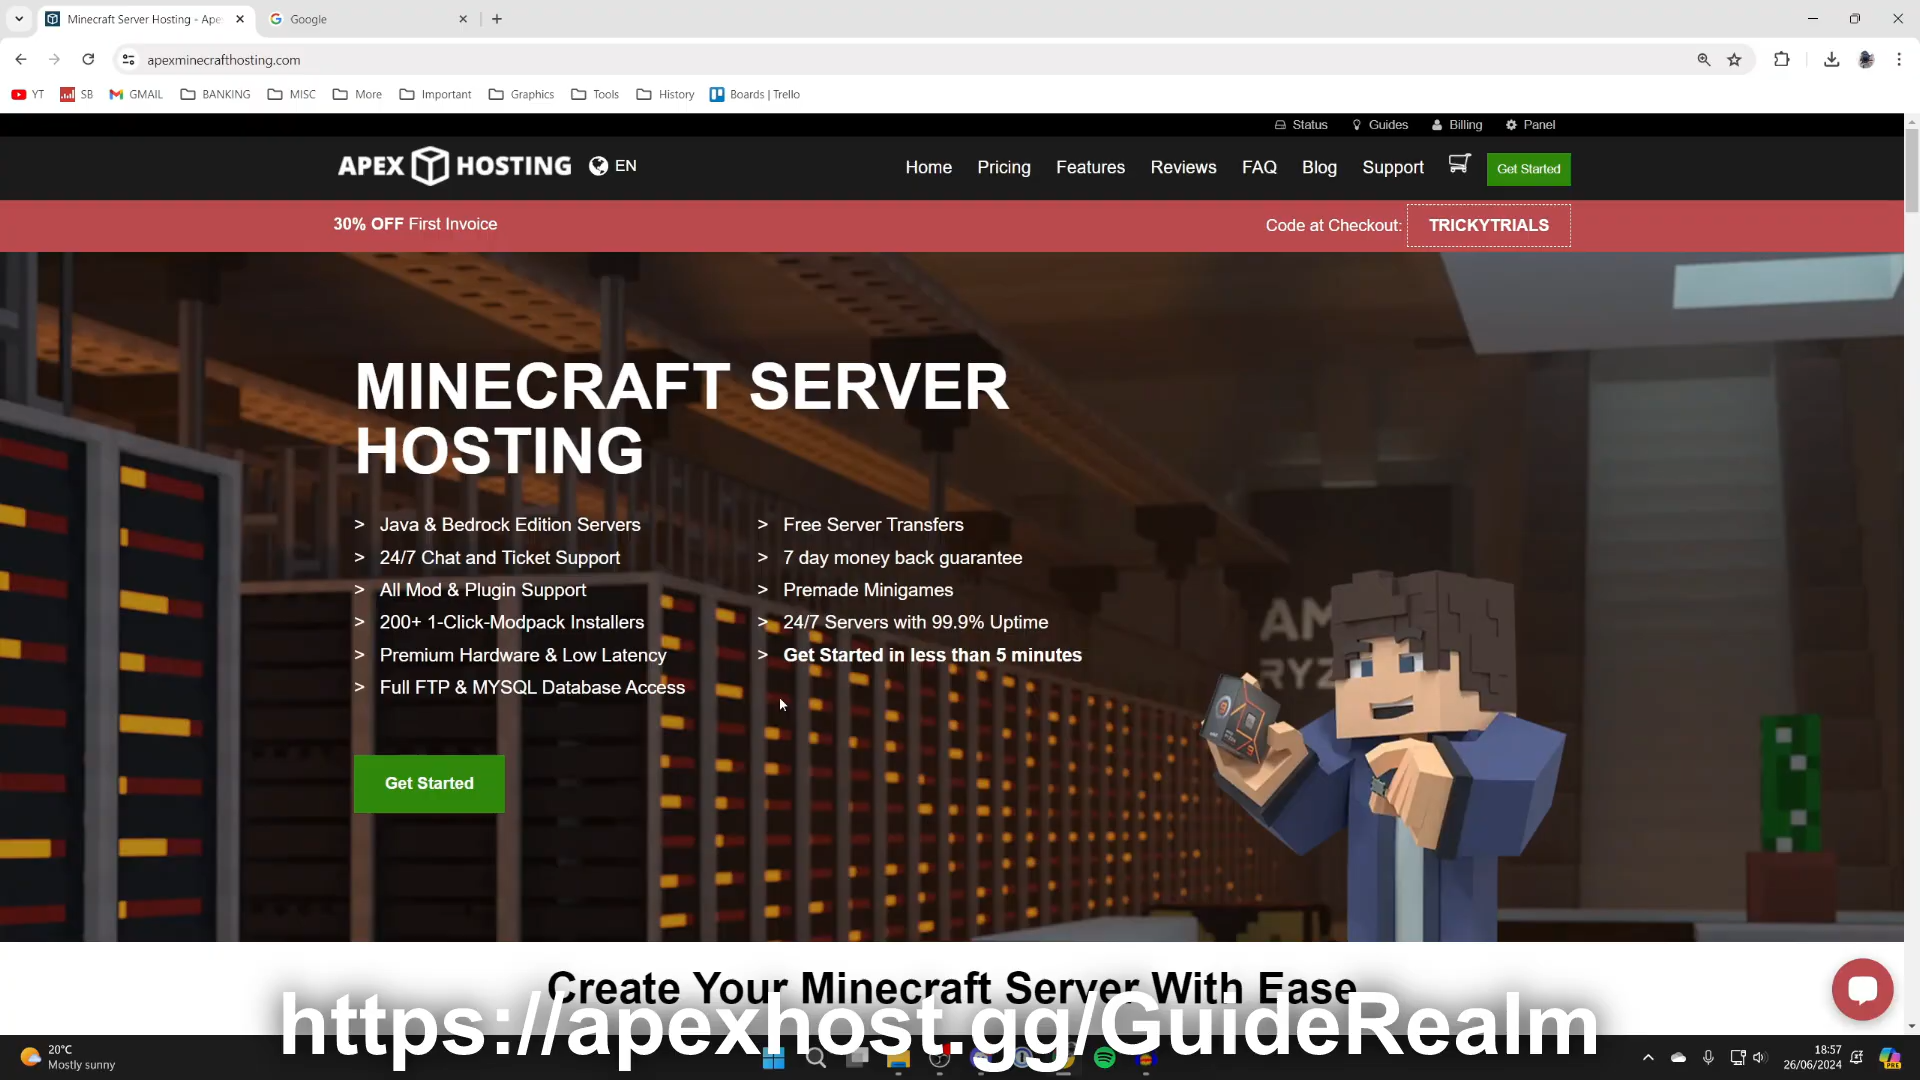 Minecraft Server Hosting - Ape
Google
apexminecrafthosting.com
YT
SB
GMAIL
BANKING
MISC
More
Important
Graphics
Tools
History
Boards | Trello
Status
Guides
Billing
Panel
APEX HOSTING
EN
Home
Pricing
Features
Reviews
FAQ
Blog
Support
Get Started
30% OFF First Invoice
Code at Checkout: TRICKYTRIALS
MINECRAFT SERVER
HOSTING
> Java & Bedrock Edition Servers
> 24/7 Chat and Ticket Support
> All Mod & Plugin Support
> 200+ 1-Click-Modpack Installers
> Premium Hardware & Low Latency
> Full FTP & MYSQL Database Access
> Free Server Transfers
> 7 day money back guarantee
> Premade Minigames
> 24/7 Servers with 99.9% Uptime
> Get Started in less than 5 minutes
Get Started
Create Your Minecraft Server With Ease
https://apexhost.gg/GuideRealm
20°C
Mostly sunny
18:57
26/06/2024